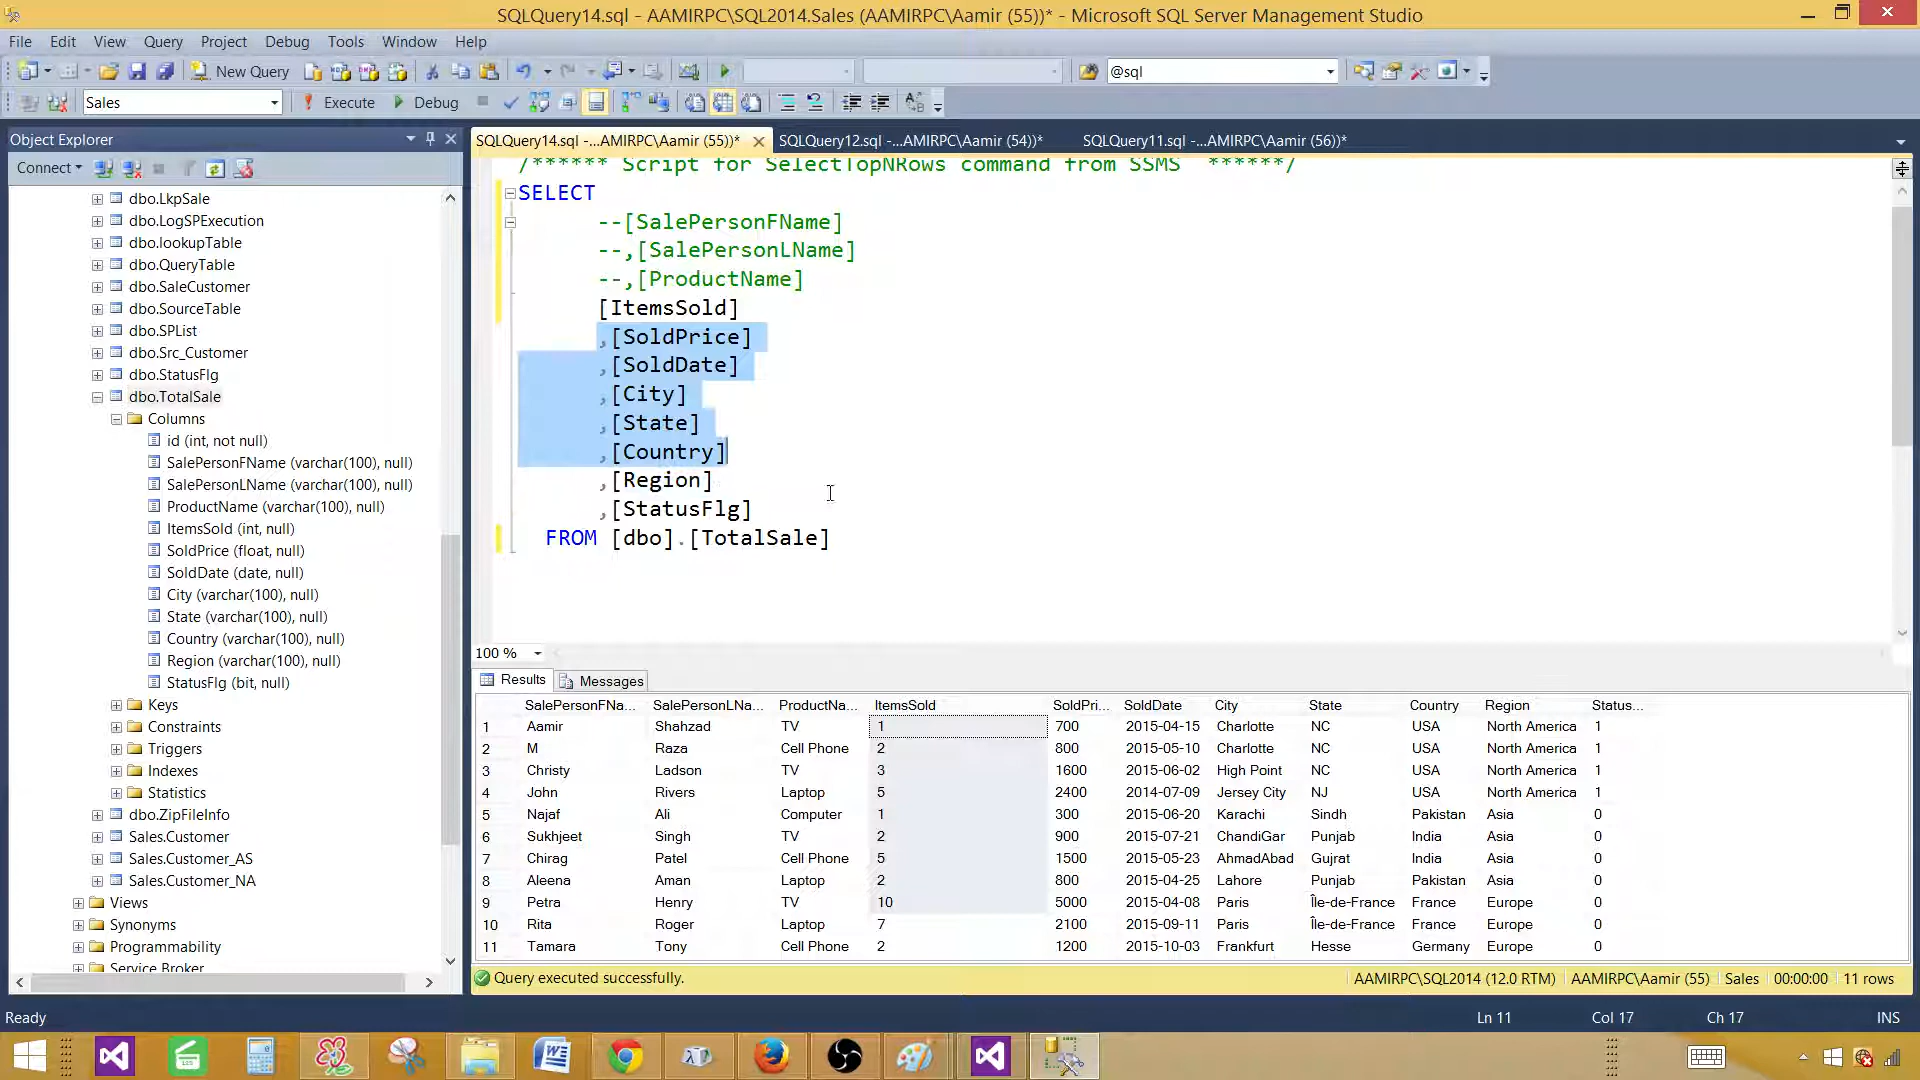 SQLQuery14.sql - AAMIRPC\SQL2014.Sales (AAMIRPC\Aamir (55))* - Microsoft SQL Server Management Studio
File Edit View Query Project Debug Tools Window Help
New Query @sql
Sales Execute Debug
Object Explorer
Connect
dbo.LkpSale
dbo.LogSPExecution
dbo.lookupTable
dbo.QueryTable
dbo.SaleCustomer
dbo.SourceTable
dbo.SPList
dbo.Src_Customer
dbo.StatusFlg
dbo.TotalSale
Columns
id (int, not null)
SalePersonFName (varchar(100), null)
SalePersonLName (varchar(100), null)
ProductName (varchar(100), null)
ItemsSold (int, null)
SoldPrice (float, null)
SoldDate (date, null)
City (varchar(100), null)
State (varchar(100), null)
Country (varchar(100), null)
Region (varchar(100), null)
StatusFlg (bit, null)
Keys
Constraints
Triggers
Indexes
Statistics
dbo.ZipFileInfo
Sales.Customer
Sales.Customer_AS
Sales.Customer_NA
Views
Synonyms
Programmability
Service Broker
SQLQuery14.sql -...AMIRPC\Aamir (55))* SQLQuery12.sql -...AMIRPC\Aamir (54))* SQLQuery11.sql -...AMIRPC\Aamir (56))*
/****** Script for SelectTopNRows command from SSMS ******/
SELECT
--[SalePersonFName]
--,[SalePersonLName]
--,[ProductName]
[ItemsSold]
,[SoldPrice]
,[SoldDate]
,[City]
,[State]
,[Country]
,[Region]
,[StatusFlg]
FROM [dbo].[TotalSale]
100 %
Results Messages
SalePersonFNa... SalePersonLNa... ProductNa... ItemsSold SoldPri... SoldDate City State Country Region Status...
1 Aamir Shahzad TV 1 700 2015-04-15 Charlotte NC USA North America 1
2 M Raza Cell Phone 2 800 2015-05-10 Charlotte NC USA North America 1
3 Christy Ladson TV 3 1600 2015-06-02 High Point NC USA North America 1
4 John Rivers Laptop 5 2400 2014-07-09 Jersey City NJ USA North America 1
5 Najaf Ali Computer 1 300 2015-06-20 Karachi Sindh Pakistan Asia 0
6 Sukhjeet Singh TV 2 900 2015-07-21 ChandiGar Punjab India Asia 0
7 Chirag Patel Cell Phone 5 1500 2015-05-23 AhmadAbad Gujrat India Asia 0
8 Aleena Aman Laptop 2 800 2015-04-25 Lahore Punjab Pakistan Asia 0
9 Petra Henry TV 10 5000 2015-04-08 Paris Île-de-France France Europe 0
10 Rita Roger Laptop 7 2100 2015-09-11 Paris Île-de-France France Europe 0
11 Tamara Tony Cell Phone 2 1200 2015-10-03 Frankfurt Hesse Germany Europe 0
Query executed successfully. AAMIRPC\SQL2014 (12.0 RTM) AAMIRPC\Aamir (55) Sales 00:00:00 11 rows
Ready Ln 11 Col 17 Ch 17 INS